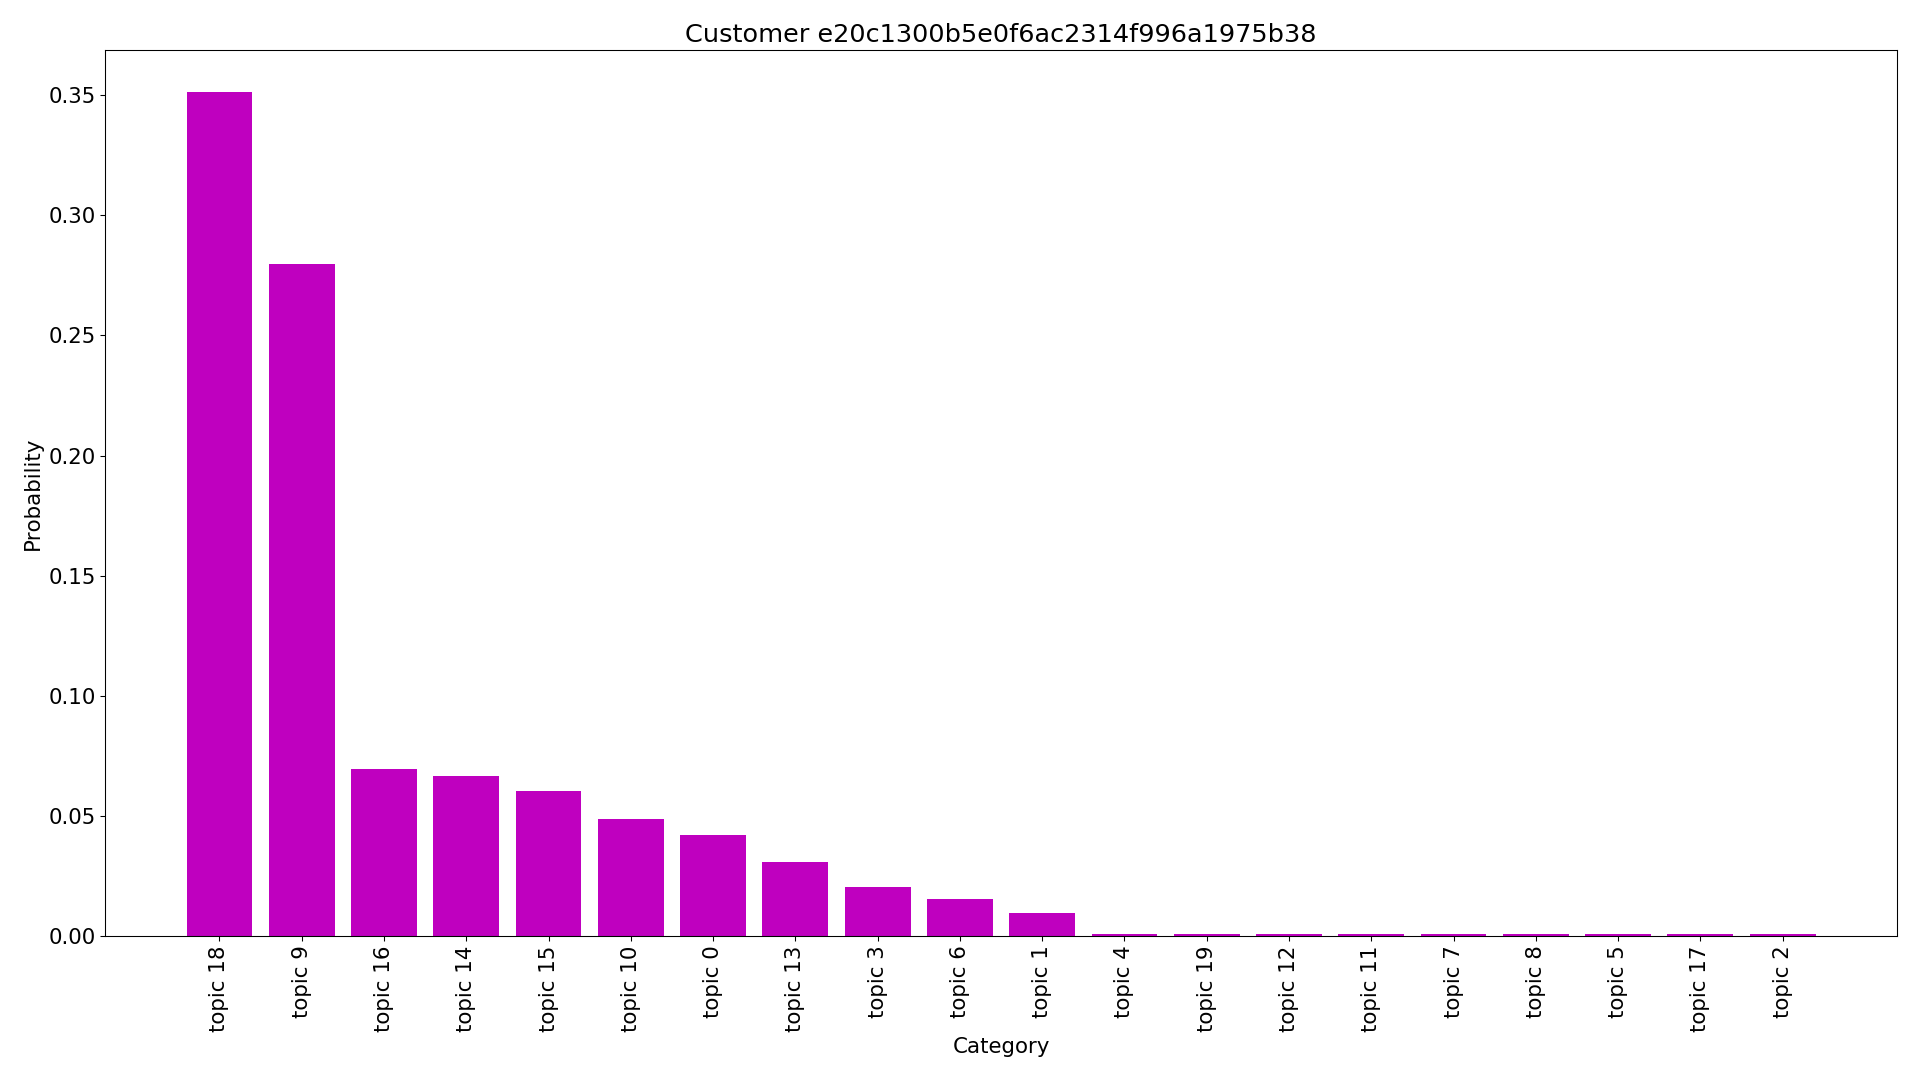 Customer e20c1300b5e0f6ac2314f996a1975b38
Probability
0.35
0.30
0.25
0.20
0.15
0.10
0.05
0.00
topic 18
topic 9
topic 16
topic 14
topic 15
topic 10
topic 0
topic 13
topic 3
topic 6
topic 1
topic 4
topic 19
topic 12
topic 11
topic 7
topic 8
topic 5
topic 17
topic 2
Category